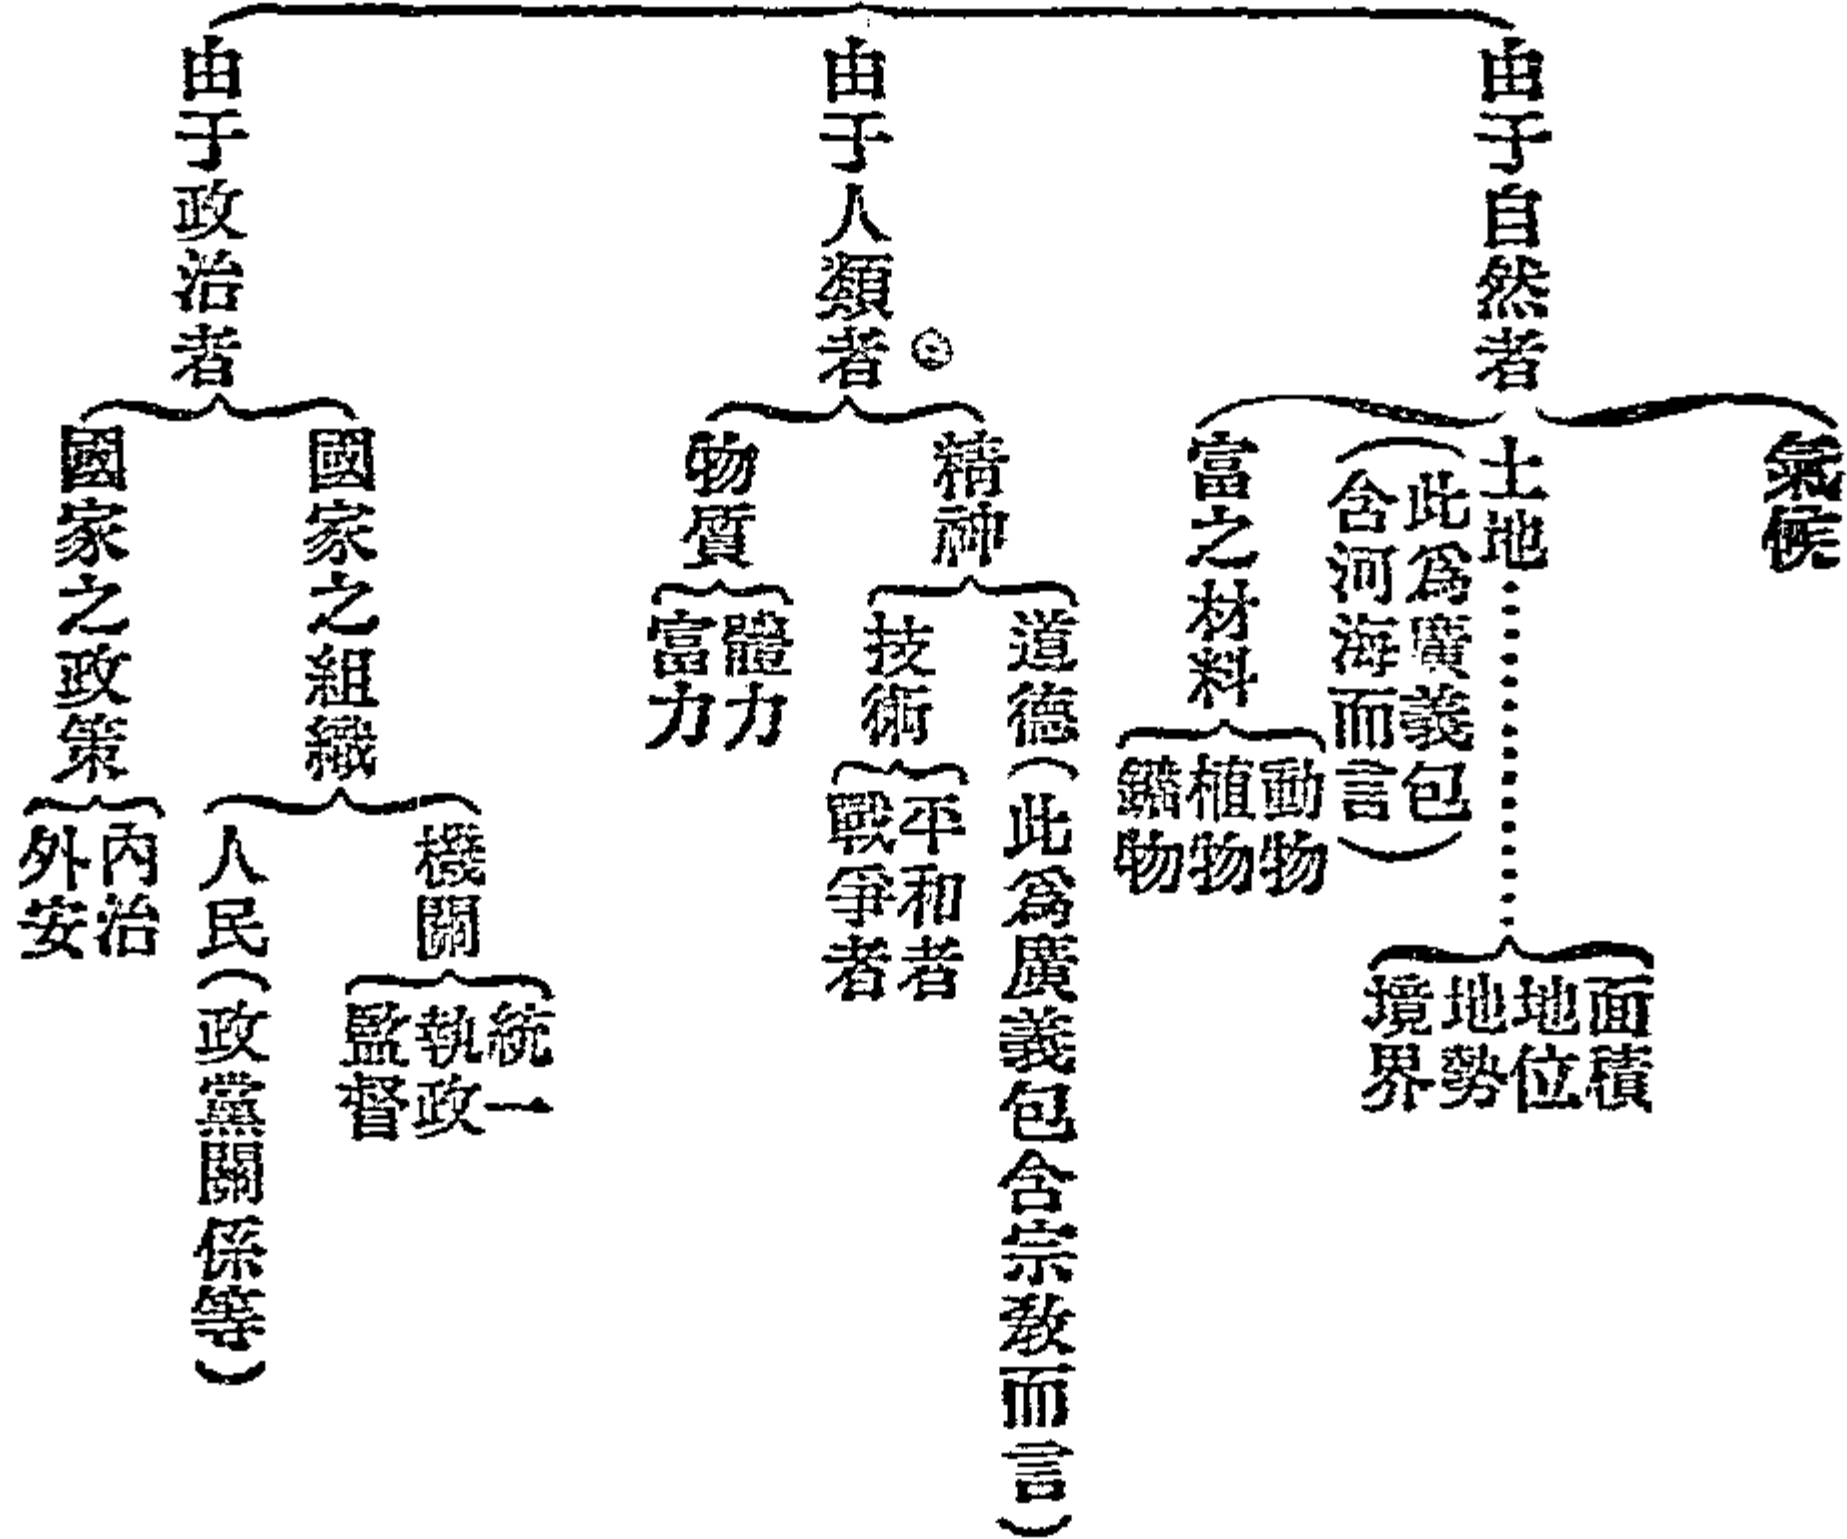 由于自然者
氣候
土地
面積
地位
地勢
境界
(此爲廣義包
含河海而言)
富之材料
動物
植物
鑛物
由于人類者
精神
道德(此爲廣義包含宗敎而言)
技術
平和者
戰爭者
物質
體力
富力
由于政治者
國家之組織
機關
統一
執政
監督
人民(政黨關係等)
國家之政策
內治
外安